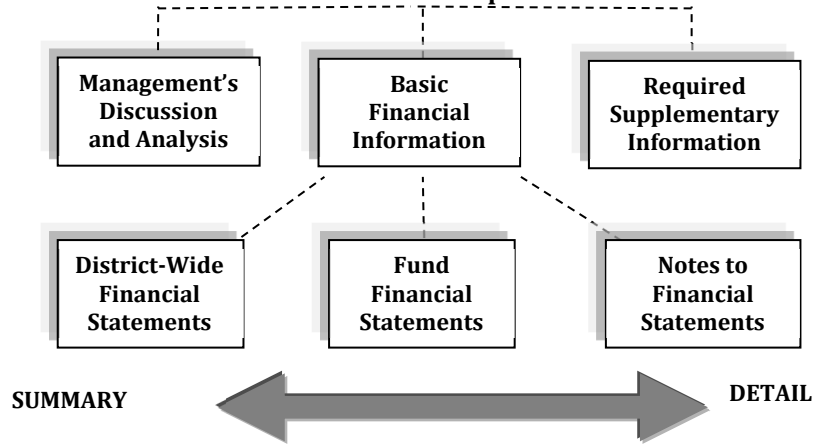 Management’s
Discussion
and Analysis
Basic
Financial
Information
Required
Supplementary
Information
District-Wide
Financial
Statements
Fund
Financial
Statements
Notes to
Financial
Statements
SUMMARY
DETAIL